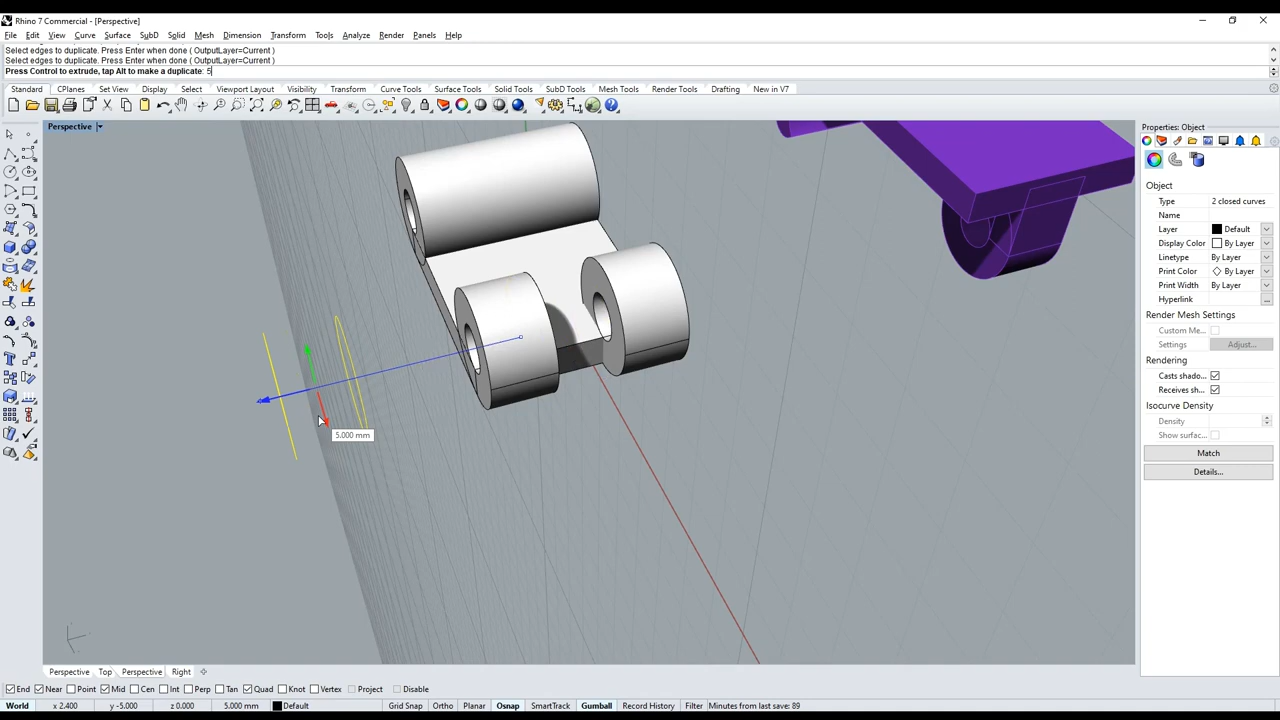 Rhino 7 Commercial - [Perspective]
File Edit View Curve Surface SubD Solid Mesh Dimension Transform Tools Analyze Render Panels Help
Select edges to duplicate. Press Enter when done ( OutputLayer=Current )
Select edges to duplicate. Press Enter when done ( OutputLayer=Current )
Press Control to extrude, tap Alt to make a duplicate: 5
Standard CPlanes Set View Display Select Viewport Layout Visibility Transform Curve Tools Surface Tools Solid Tools SubD Tools Mesh Tools Render Tools Drafting New in V7
Perspective
Properties: Object
Object
Type 2 closed curves
Name
Layer Default
Display Color By Layer
Linetype By Layer
Print Color By Layer
Print Width By Layer
Hyperlink ...
Render Mesh Settings
Custom Me...
Settings Adjust...
Rendering
Casts shado...
Receives sh...
Isocurve Density
Density
Show surfac...
Match
Details...
5.000 mm
Perspective Top Perspective Right
End Near Point Mid Cen Int Perp Tan Quad Knot Vertex Project Disable
World x 2.400 y -5.000 z 0.000 5.000 mm Default Grid Snap Ortho Planar Osnap SmartTrack Gumball Record History Filter Minutes from last save: 89